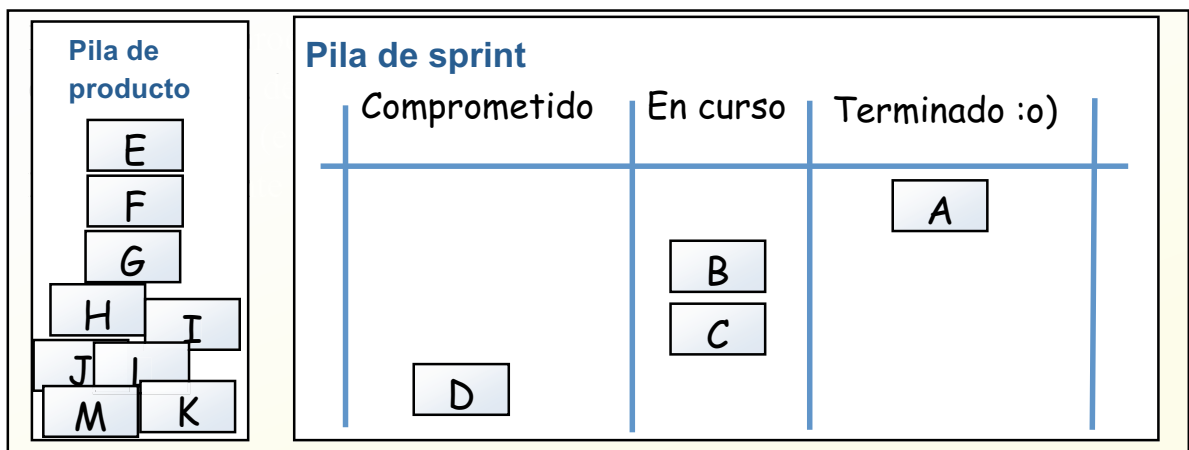 Pila de
producto
E
F
G
H
I
J
M
K
Pila de sprint
Comprometido En curso Terminado :o)
A
B
C
D